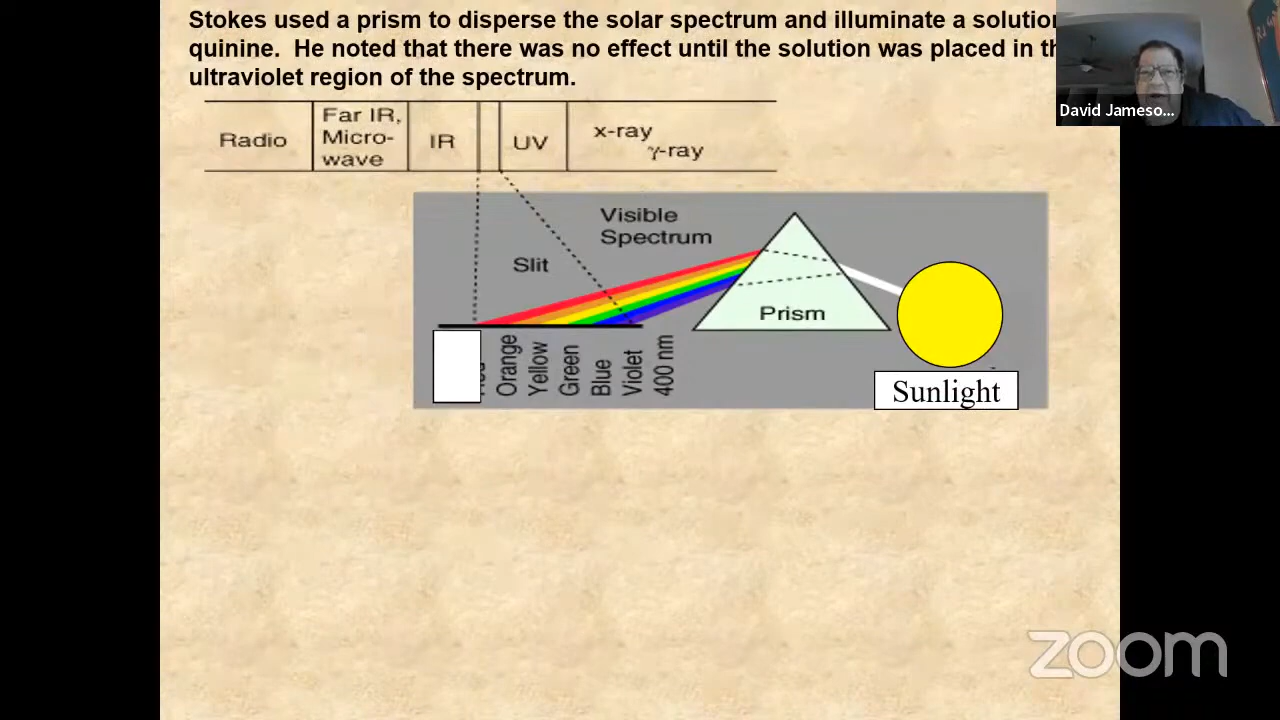 Stokes used a prism to disperse the solar spectrum and illuminate a
quinine. He noted that there was no effect until the solution was placed in
ultraviolet region of the spectrum.
David Jameso...
Radio
Far IR,
Micro-
wave
IR
UV
x-ray
γ-ray
Visible
Spectrum
Slit
Prism
Orange
Yellow
Green
Blue
Violet
400 nm
Sunlight
zoom